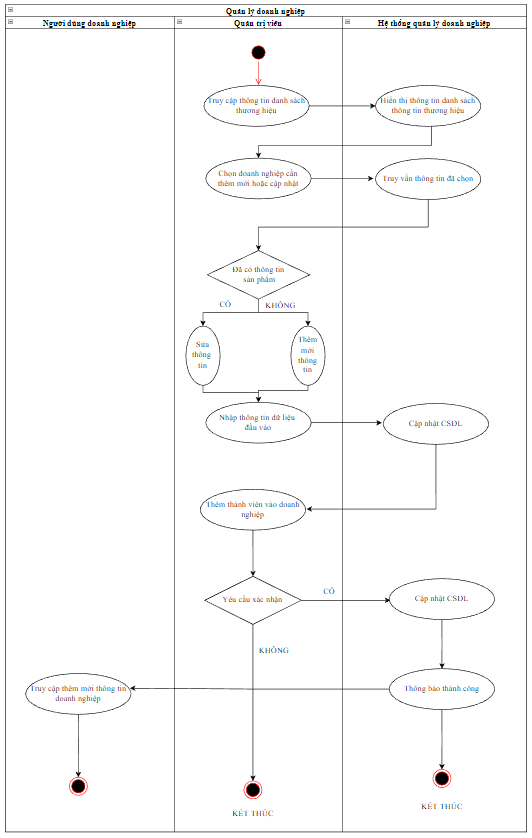 Quản lý doanh nghiệp
Người dùng doanh nghiệp
Quản trị viên
Hệ thống quản lý doanh nghiệp
Truy cập thông tin danh sách
thương hiệu
Hiển thị thông tin danh sách
thông tin thương hiệu
Chọn doanh nghiệp cần
thêm mới hoặc cập nhật
Truy vấn thông tin đã chọn
Đã có thông tin
sản phẩm
CÓ
KHÔNG
Sửa
thông
tin
Thêm
mới
thông
tin
Nhập thông tin dữ liệu
đầu vào
Cập nhật CSDL
Thêm thành viên vào doanh
nghiệp
Yêu cầu xác nhận
CÓ
Cập nhật CSDL
KHÔNG
Truy cập thêm mới thông tin
doanh nghiệp
Thông báo thành công
KẾT THÚC
KẾT THÚC